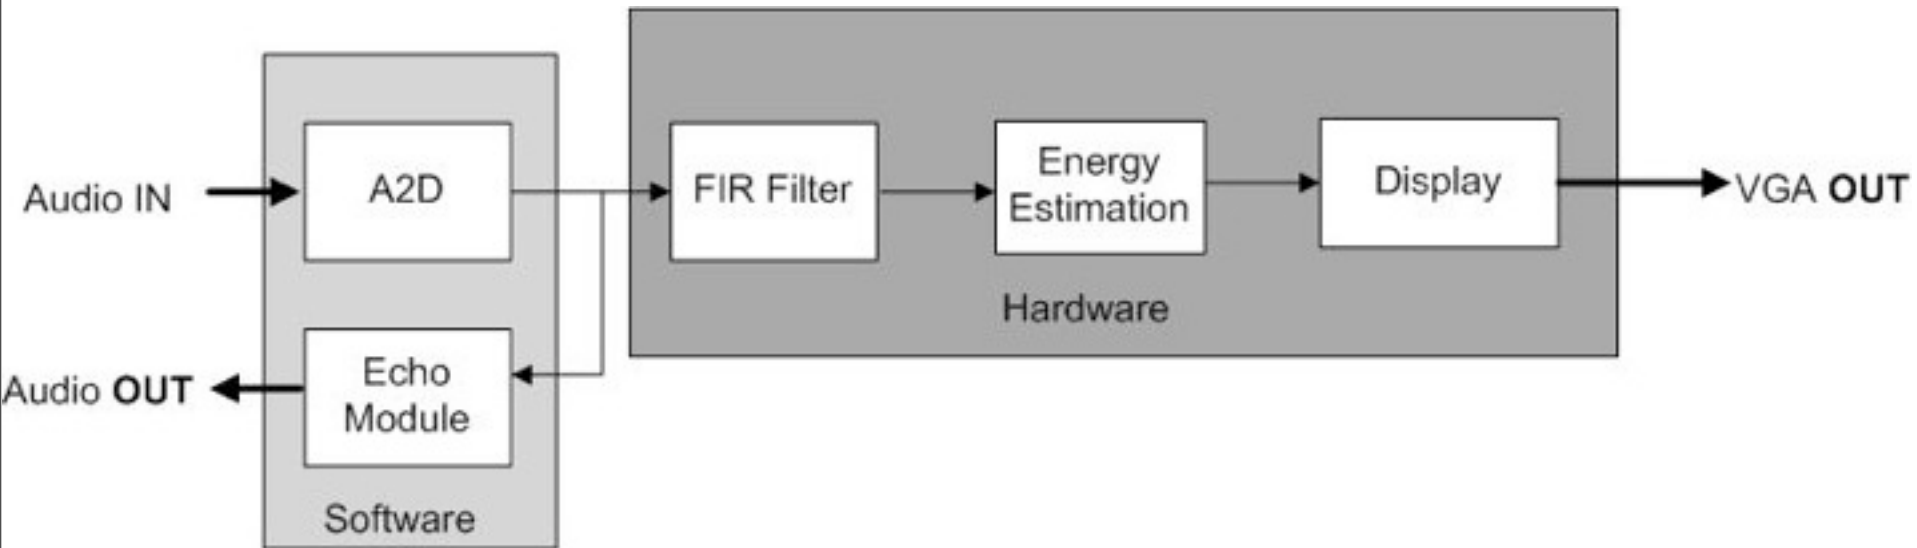 Audio IN
A2D
FIR Filter
Energy
Estimation
Display
VGA OUT
Hardware
Audio OUT
Echo
Module
Software